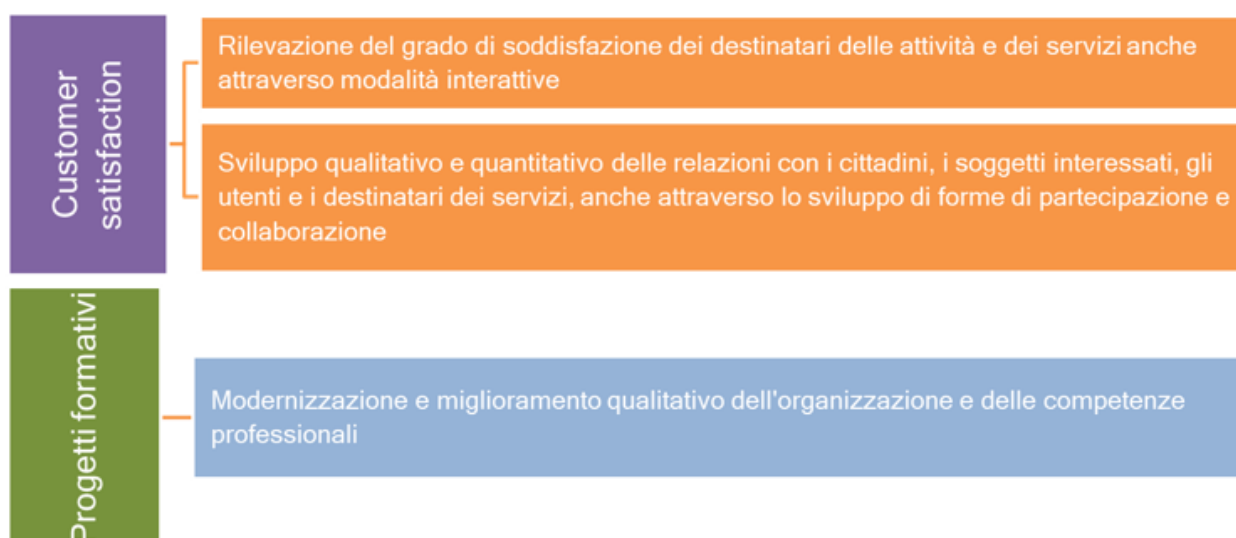 Customer
satisfaction
Rilevazione del grado di soddisfazione dei destinatari delle attività e dei servizi anche
attraverso modalità interattive
Sviluppo qualitativo e quantitativo delle relazioni con i cittadini, i soggetti interessati, gli
utenti e i destinatari dei servizi, anche attraverso lo sviluppo di forme di partecipazione e
collaborazione
Progetti formativi
Modernizzazione e miglioramento qualitativo dell'organizzazione e delle competenze
professionali